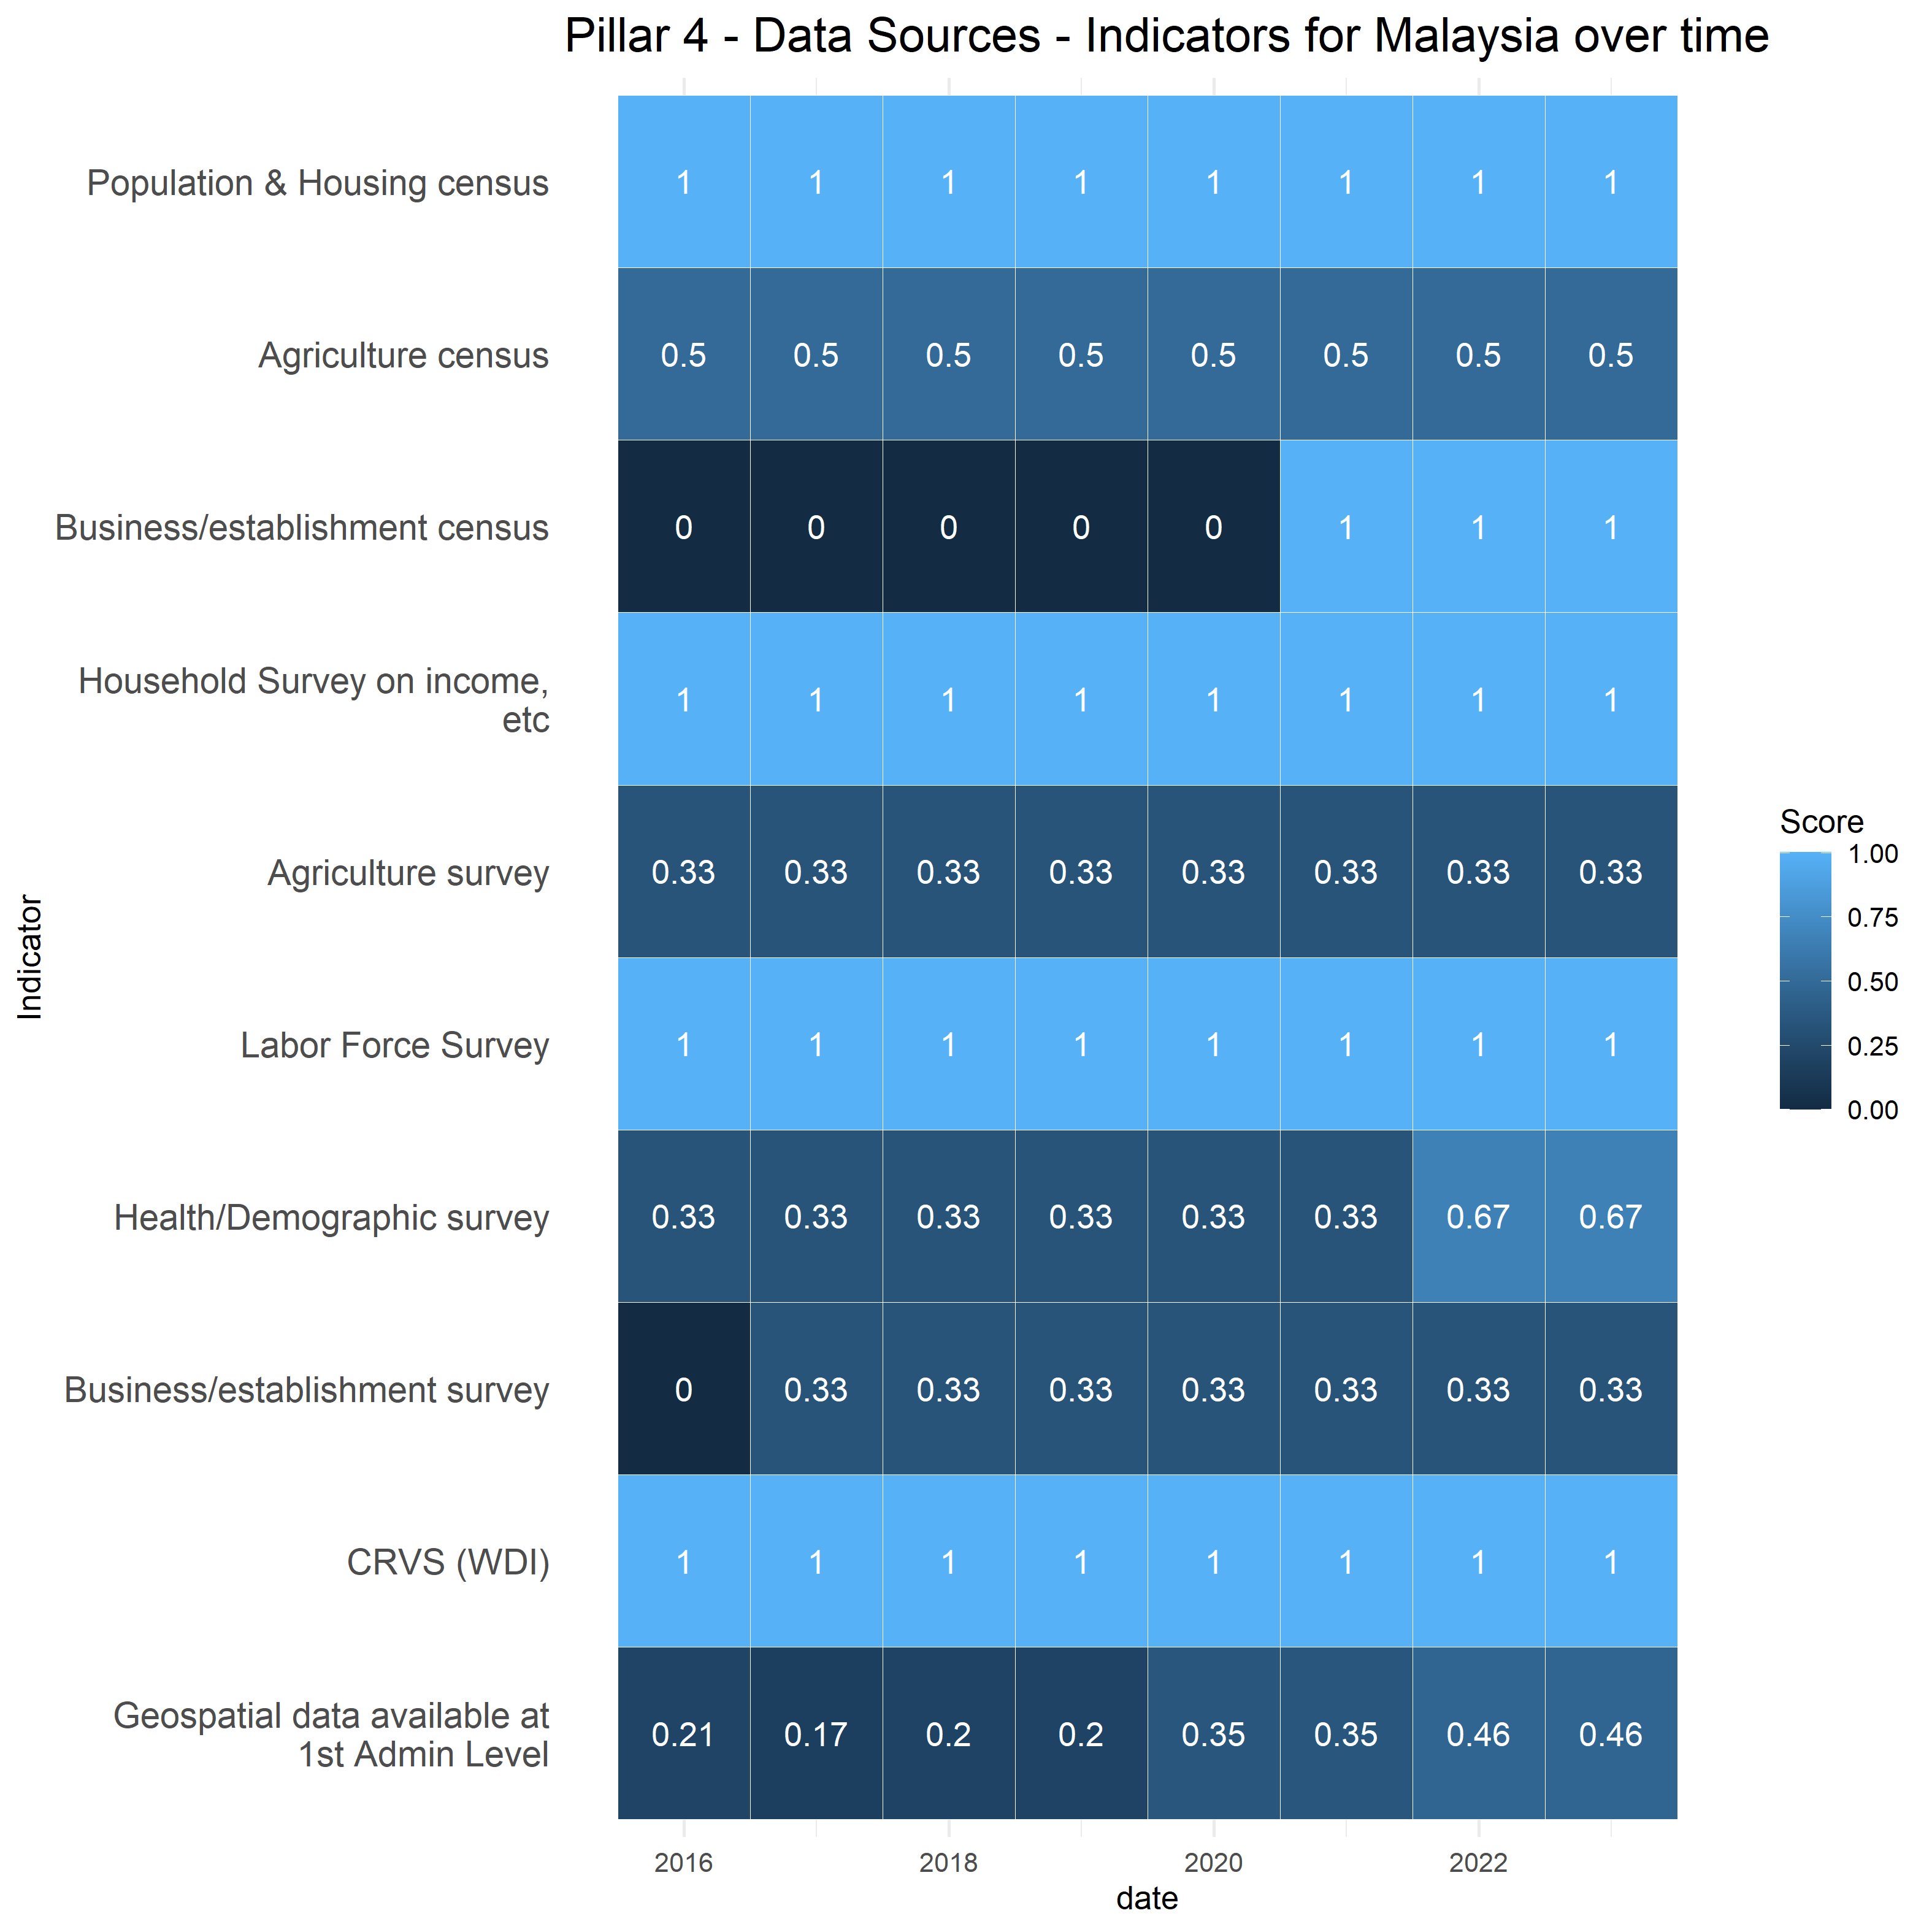 Pillar 4 - Data Sources - Indicators for Malaysia over time
Population & Housing census
1 1 1 1 1 1 1 1
Agriculture census
0.5 0.5 0.5 0.5 0.5 0.5 0.5 0.5
Business/establishment census
0 0 0 0 0 1 1 1
Household Survey on income,
etc
1 1 1 1 1 1 1 1
Agriculture survey
0.33 0.33 0.33 0.33 0.33 0.33 0.33 0.33
Labor Force Survey
1 1 1 1 1 1 1 1
Health/Demographic survey
0.33 0.33 0.33 0.33 0.33 0.33 0.67 0.67
Business/establishment survey
0 0.33 0.33 0.33 0.33 0.33 0.33 0.33
CRVS (WDI)
1 1 1 1 1 1 1 1
Geospatial data available at
1st Admin Level
0.21 0.17 0.2 0.2 0.35 0.35 0.46 0.46
2016 2018 2020 2022
date
Indicator
Score
1.00
0.75
0.50
0.25
0.00